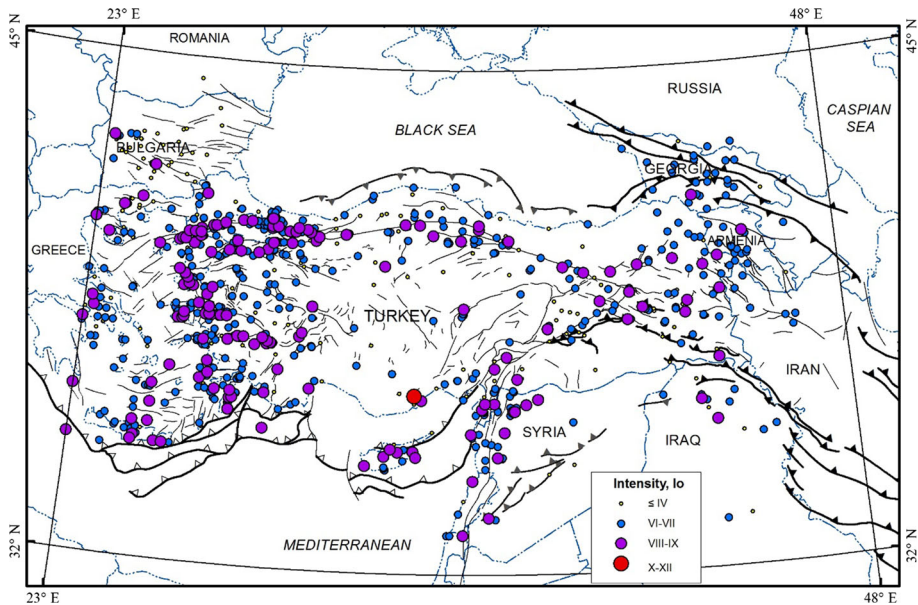 23° E
48° E
45° N
45° N
ROMANIA
RUSSIA
CASPIAN
SEA
BLACK SEA
BULGARIA
GEORGIA
GREECE
ARMENIA
TURKEY
IRAN
SYRIA
IRAQ
MEDITERRANEAN
Intensity, Io
≤ IV
VI-VII
VIII-IX
X-XII
32° N
32° N
23° E
48° E